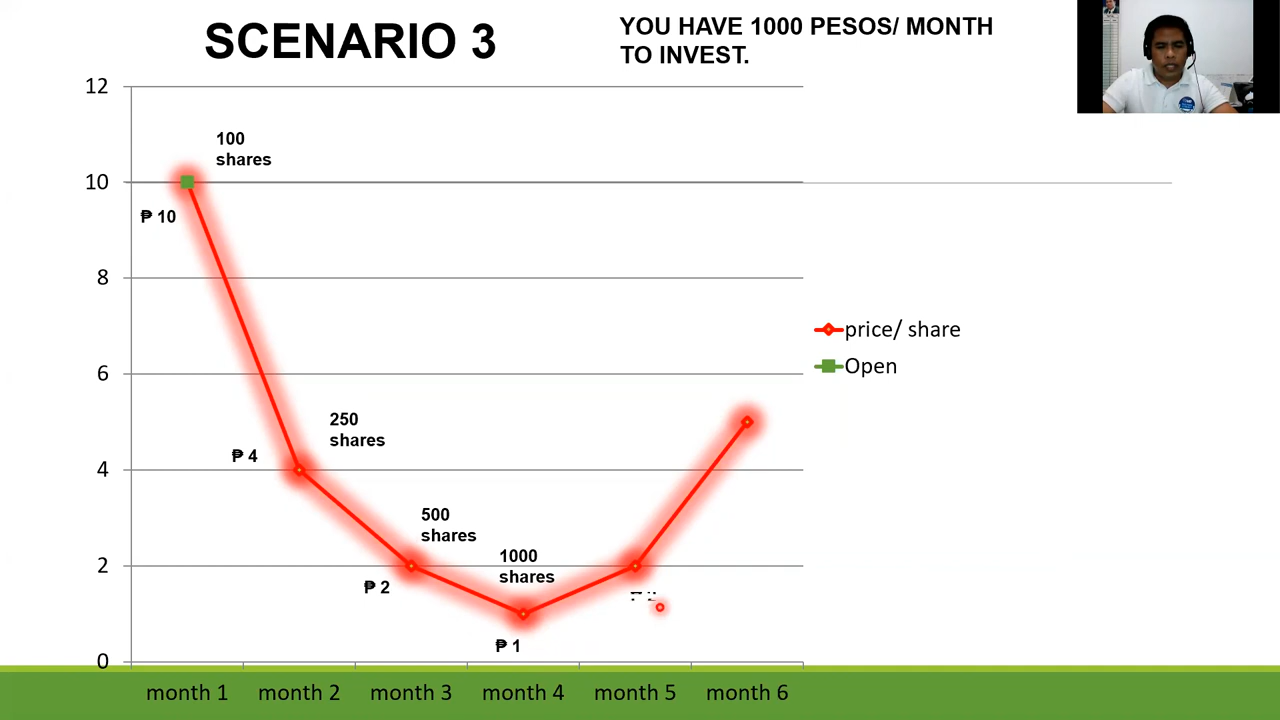 SCENARIO 3
YOU HAVE 1000 PESOS/ MONTH
TO INVEST.
12
100
shares
10
₱ 10
8
price/ share
6
Open
250
shares
₱ 4
4
500
shares
1000
shares
2
₱ 2
₱ 1
0
month 1 month 2 month 3 month 4 month 5 month 6